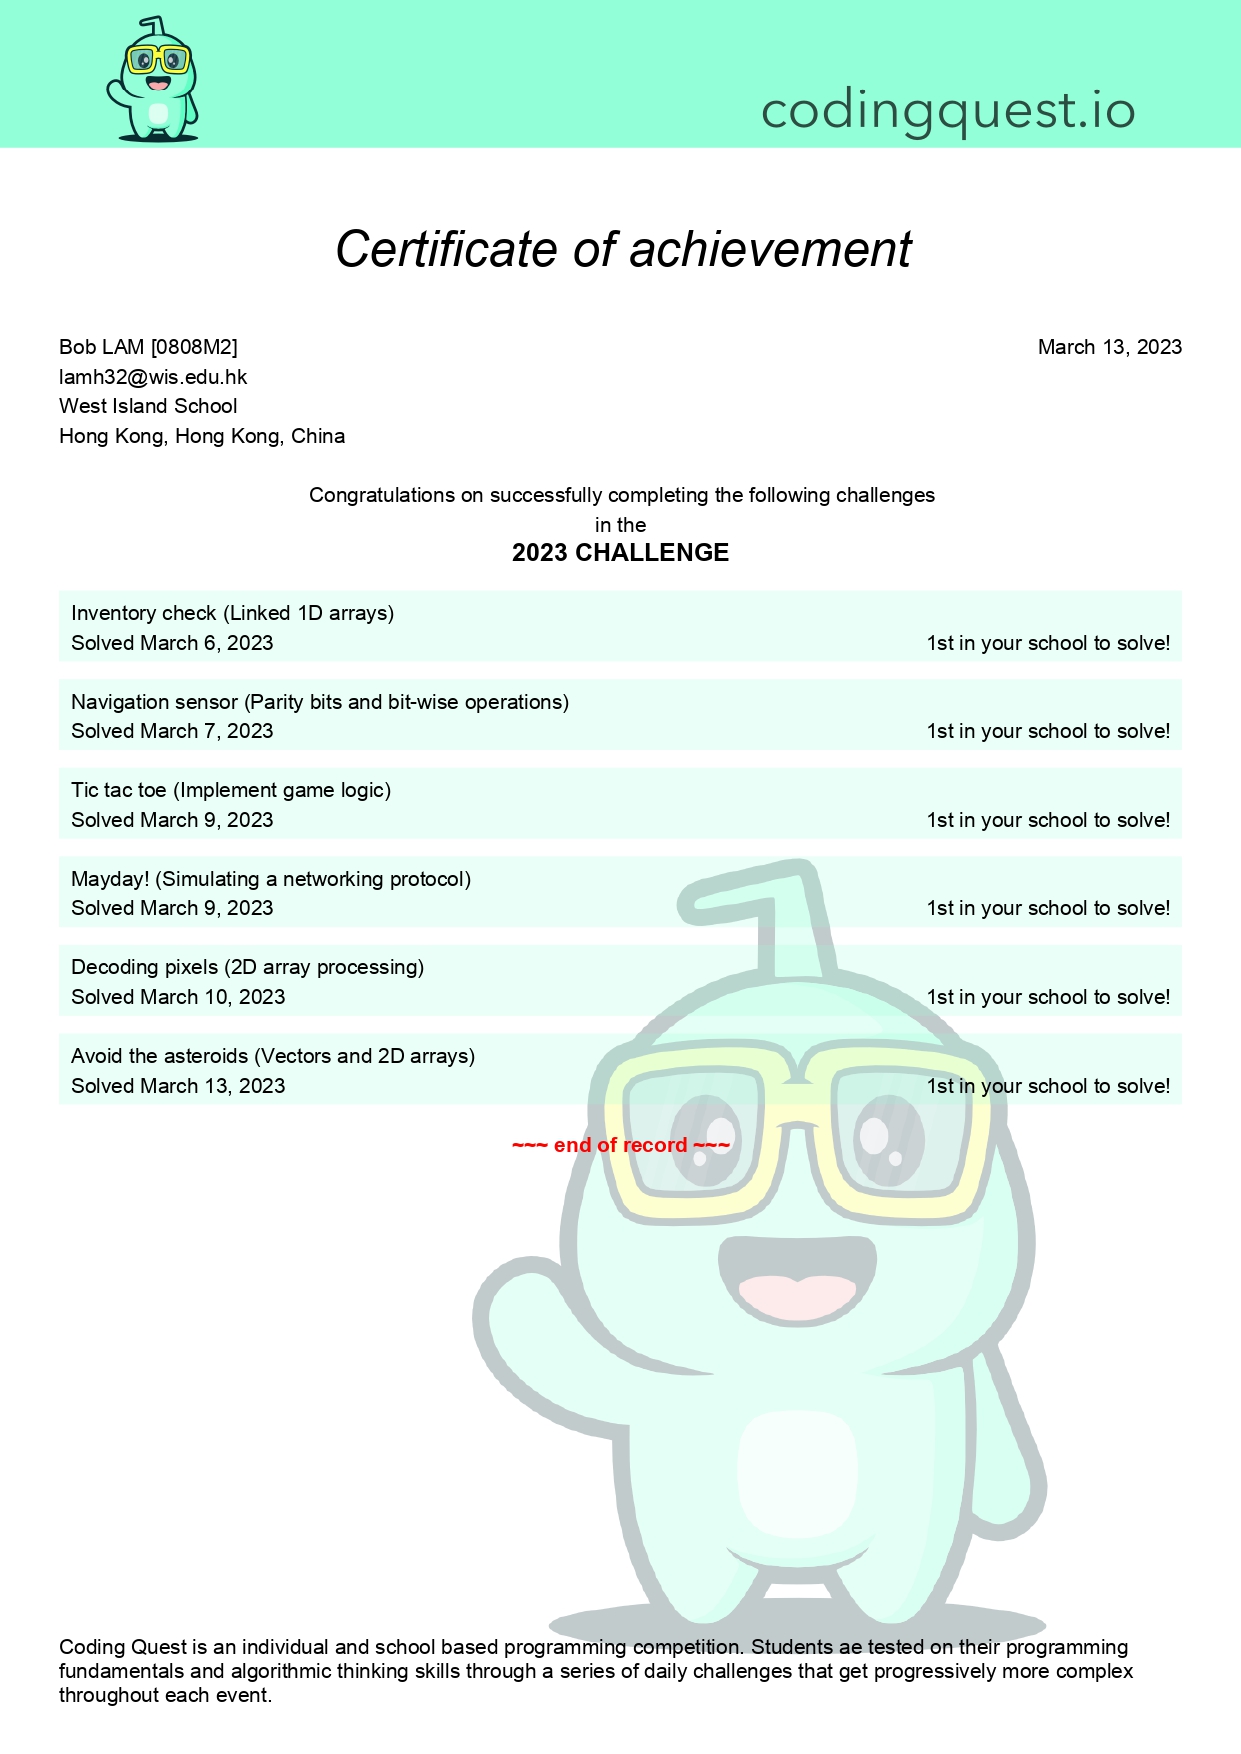 codingquest.io
Certificate of achievement
Bob LAM [0808M2]
March 13, 2023
lamh32@wis.edu.hk
West Island School
Hong Kong, Hong Kong, China
Congratulations on successfully completing the following challenges
in the
2023 CHALLENGE
Inventory check (Linked 1D arrays)
Solved March 6, 2023
1st in your school to solve!
Navigation sensor (Parity bits and bit-wise operations)
Solved March 7, 2023
1st in your school to solve!
Tic tac toe (Implement game logic)
Solved March 9, 2023
1st in your school to solve!
Mayday! (Simulating a networking protocol)
Solved March 9, 2023
1st in your school to solve!
Decoding pixels (2D array processing)
Solved March 10, 2023
1st in your school to solve!
Avoid the asteroids (Vectors and 2D arrays)
Solved March 13, 2023
1st in your school to solve!
~~~ end of record ~~~
Coding Quest is an individual and school based programming competition. Students ae tested on their programming
fundamentals and algorithmic thinking skills through a series of daily challenges that get progressively more complex
throughout each event.